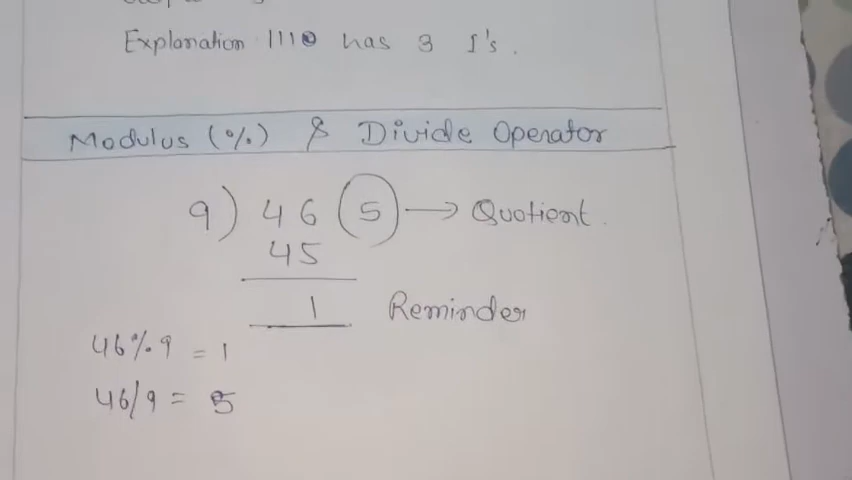 Explanation 1110 has 3 1's.
Modulus (%) & Divide Operator
9) 46 (5) → Quotient.
45
1 Reminder
46%9 = 1
46/9 = 5